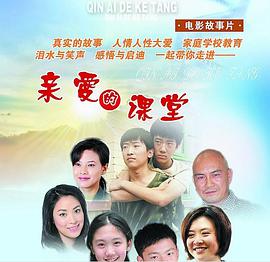 QIN AI DE KETANG
·电影故事片·
真实的故事 人情人性大爱 家庭学校教育
泪水与笑声 感悟与启迪 一起带你走进——
亲爱的课堂